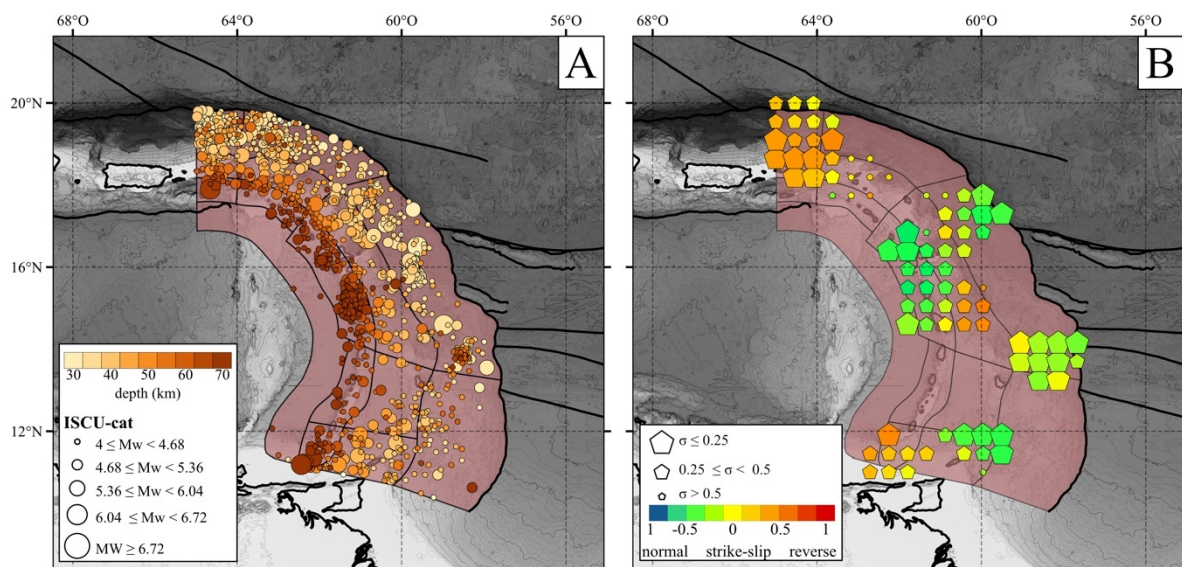 68°O 64°O 60°O 56°O
A
20°N
16°N
12°N
30 40 50 60 70
depth (km)
ISCU-cat
4 ≤ Mw < 4.68
4.68 ≤ Mw < 5.36
5.36 ≤ Mw < 6.04
6.04 ≤ Mw < 6.72
MW ≥ 6.72
68°O 64°O 60°O 56°O
B
20°N
16°N
12°N
σ ≤ 0.25
0.25 ≤ σ < 0.5
σ > 0.5
1 -0.5 0 0.5 1
normal strike-slip reverse